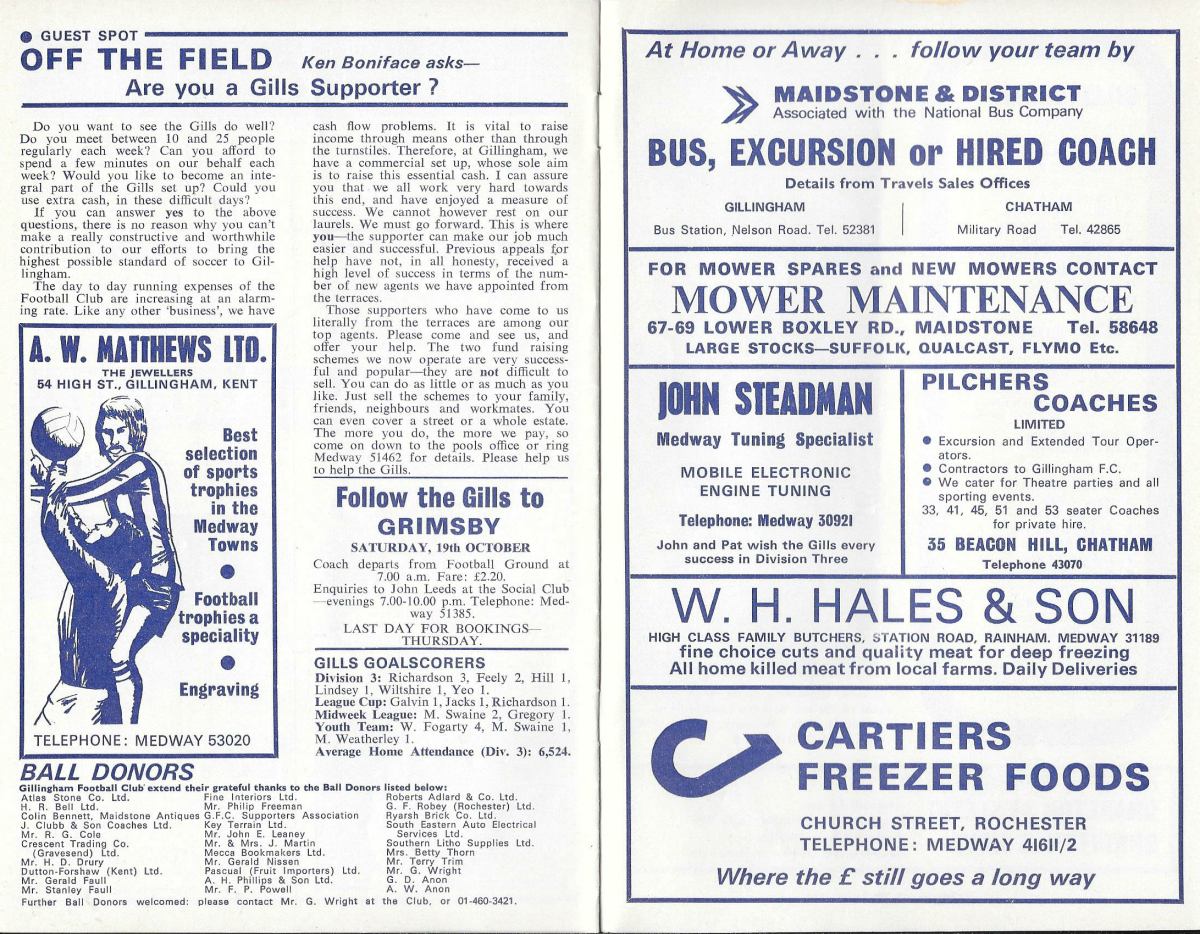 ● GUEST SPOT
OFF THE FIELD Ken Boniface asks—
Are you a Gills Supporter ?
Do you want to see the Gills do well?
Do you meet between 10 and 25 people
regularly each week? Can you afford to
spend a few minutes on our behalf each
week? Would you like to become an inte-
gral part of the Gills set up? Could you
use extra cash, in these difficult days?
If you can answer yes to the above
questions, there is no reason why you can't
make a really constructive and worthwhile
contribution to our efforts to bring the
highest possible standard of soccer to Gil-
lingham.
The day to day running expenses of the
Football Club are increasing at an alarm-
ing rate. Like any other 'business', we have
cash flow problems. It is vital to raise
income through means other than through
the turnstiles. Therefore, at Gillingham, we
have a commercial set up, whose sole aim
is to raise this essential cash. I can assure
you that we all work very hard towards
this end, and have enjoyed a measure of
success. We cannot however rest on our
laurels. We must go forward. This is where
you—the supporter can make our job much
easier and successful. Previous appeals for
help have not, in all honesty, received a
high level of success in terms of the num-
ber of new agents we have appointed from
the terraces.
Those supporters who have come to us
literally from the terraces are among our
top agents. Please come and see us, and
offer your help. The two fund raising
schemes we now operate are very success-
ful and popular—they are not difficult to
sell. You can do as little or as much as you
like. Just sell the schemes to your family,
friends, neighbours and workmates. You
can even cover a street or a whole estate.
The more you do, the more we pay, so
come on down to the pools office or ring
Medway 51462 for details. Please help us
to help the Gills.
A. W. MATTHEWS LTD.
THE JEWELLERS
54 HIGH ST., GILLINGHAM, KENT
Best
selection
of sports
trophies
in the
Medway
Towns
●
Football
trophies a
speciality
●
Engraving
TELEPHONE: MEDWAY 53020
Follow the Gills to
GRIMSBY
SATURDAY, 19th OCTOBER
Coach departs from Football Ground at
7.00 a.m. Fare: £2.20.
Enquiries to John Leeds at the Social Club
—evenings 7.00-10.00 p.m. Telephone: Med-
way 51385.
LAST DAY FOR BOOKINGS—
THURSDAY.
GILLS GOALSCORERS
Division 3: Richardson 3, Feely 2, Hill 1,
Lindsey 1, Wiltshire 1, Yeo 1.
League Cup: Galvin 1, Jacks 1, Richardson 1.
Midweek League: M. Swaine 2, Gregory 1.
Youth Team: W. Fogarty 4, M. Swaine 1,
M. Weatherley 1.
Average Home Attendance (Div. 3): 6,524.
BALL DONORS
Gillingham Football Club extend their grateful thanks to the Ball Donors listed below:
Atlas Stone Co. Ltd.
H. R. Bell Ltd.
Colin Bennett, Maidstone Antiques
J. Clubb & Son Coaches Ltd.
Mr. R. G. Cole
Crescent Trading Co.
(Gravesend) Ltd.
Mr. H. D. Drury
Dutton-Forshaw (Kent) Ltd.
Mr. Gerald Faull
Mr. Stanley Faull
Fine Interiors Ltd.
Mr. Philip Freeman
G.F.C. Supporters Association
Key Terrain Ltd.
Mr. John E. Leaney
Mr. & Mrs. J. Martin
Mecca Bookmakers Ltd.
Mr. Gerald Nissen
Pascual (Fruit Importers) Ltd.
A. H. Phillips & Son Ltd.
Mr. F. P. Powell
Roberts Adlard & Co. Ltd.
G. F. Robey (Rochester) Ltd.
Ryarsh Brick Co. Ltd.
South Eastern Auto Electrical
Services Ltd.
Southern Litho Supplies Ltd.
Mrs. Betty Thorn
Mr. Terry Trim
Mr. G. Wright
G. D. Anon
A. W. Anon
Further Ball Donors welcomed: please contact Mr. G. Wright at the Club, or 01-460-3421.
At Home or Away . . . follow your team by
MAIDSTONE & DISTRICT
Associated with the National Bus Company
BUS, EXCURSION or HIRED COACH
Details from Travels Sales Offices
GILLINGHAM
Bus Station, Nelson Road. Tel. 52381
CHATHAM
Military Road Tel. 42865
FOR MOWER SPARES and NEW MOWERS CONTACT
MOWER MAINTENANCE
67-69 LOWER BOXLEY RD., MAIDSTONE Tel. 58648
LARGE STOCKS—SUFFOLK, QUALCAST, FLYMO Etc.
JOHN STEADMAN
Medway Tuning Specialist
MOBILE ELECTRONIC
ENGINE TUNING
Telephone: Medway 30921
John and Pat wish the Gills every
success in Division Three
PILCHERS
COACHES
LIMITED
● Excursion and Extended Tour Oper-
ators.
● Contractors to Gillingham F.C.
● We cater for Theatre parties and all
sporting events.
33, 41, 45, 51 and 53 seater Coaches
for private hire.
35 BEACON HILL, CHATHAM
Telephone 43070
W. H. HALES & SON
HIGH CLASS FAMILY BUTCHERS, STATION ROAD, RAINHAM. MEDWAY 31189
fine choice cuts and quality meat for deep freezing
All home killed meat from local farms. Daily Deliveries
CARTIERS
FREEZER FOODS
CHURCH STREET, ROCHESTER
TELEPHONE: MEDWAY 41611/2
Where the £ still goes a long way